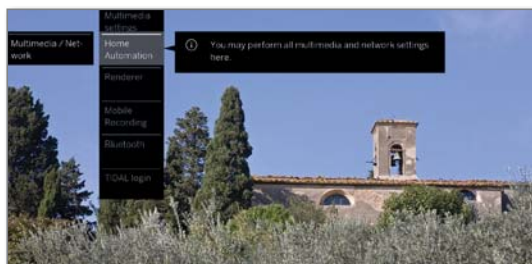 Multimedia settings
Multimedia / Net-
work
Home
Automation
ⓘ You may perform all multimedia and network settings
here.
Renderer
Mobile
Recording
Bluetooth
TIDAL login